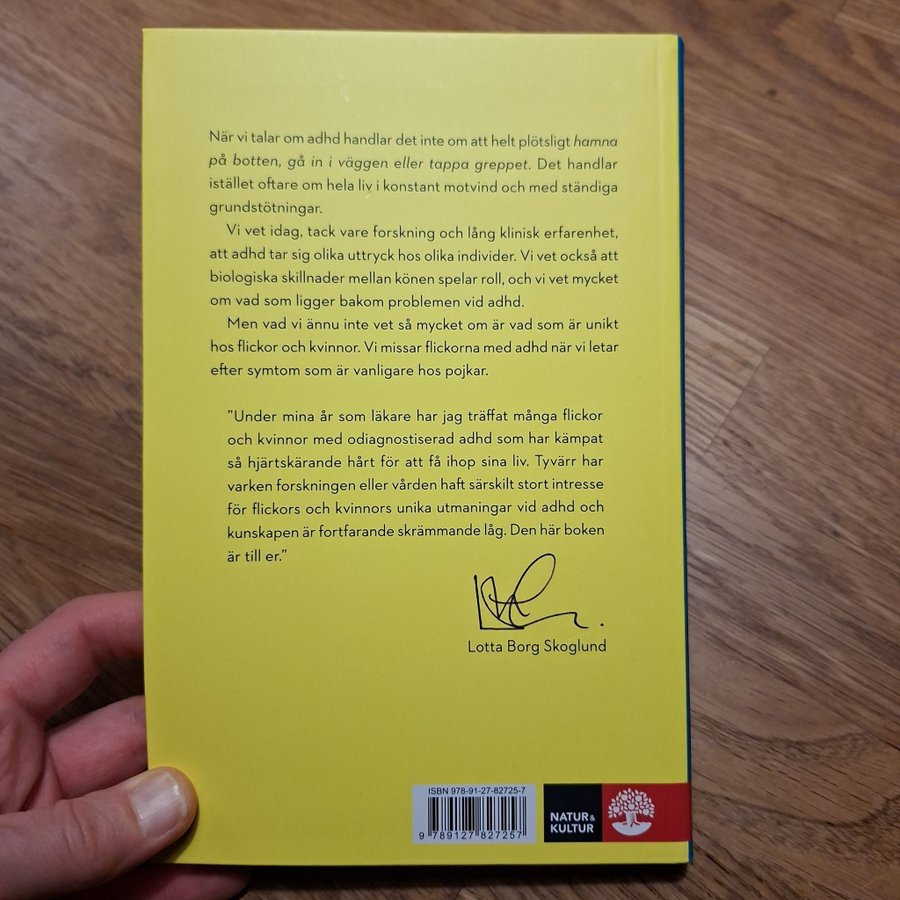 När vi talar om adhd handlar det inte om att helt plötsligt hamna
på botten, gå in i väggen eller tappa greppet. Det handlar
istället oftare om hela liv i konstant motvind och med ständiga
grundstötningar.
Vi vet idag, tack vare forskning och lång klinisk erfarenhet,
att adhd tar sig olika uttryck hos olika individer. Vi vet också att
biologiska skillnader mellan könen spelar roll, och vi vet mycket
om vad som ligger bakom problemen vid adhd.
Men vad vi ännu inte vet så mycket om är vad som är unikt
hos flickor och kvinnor. Vi missar flickorna med adhd när vi letar
efter symtom som är vanligare hos pojkar.
”Under mina år som läkare har jag träffat många flickor
och kvinnor med odiagnostiserad adhd som har kämpat
så hjärtskärande hårt för att få ihop sina liv. Tyvärr har
varken forskningen eller vården haft särskilt stort intresse
för flickors och kvinnors unika utmaningar vid adhd och
kunskapen är fortfarande skrämmande låg. Den här boken
är till er.”
Lotta Borg Skoglund
ISBN 978-91-27-82725-7
9 789127 827257
NATUR &
KULTUR